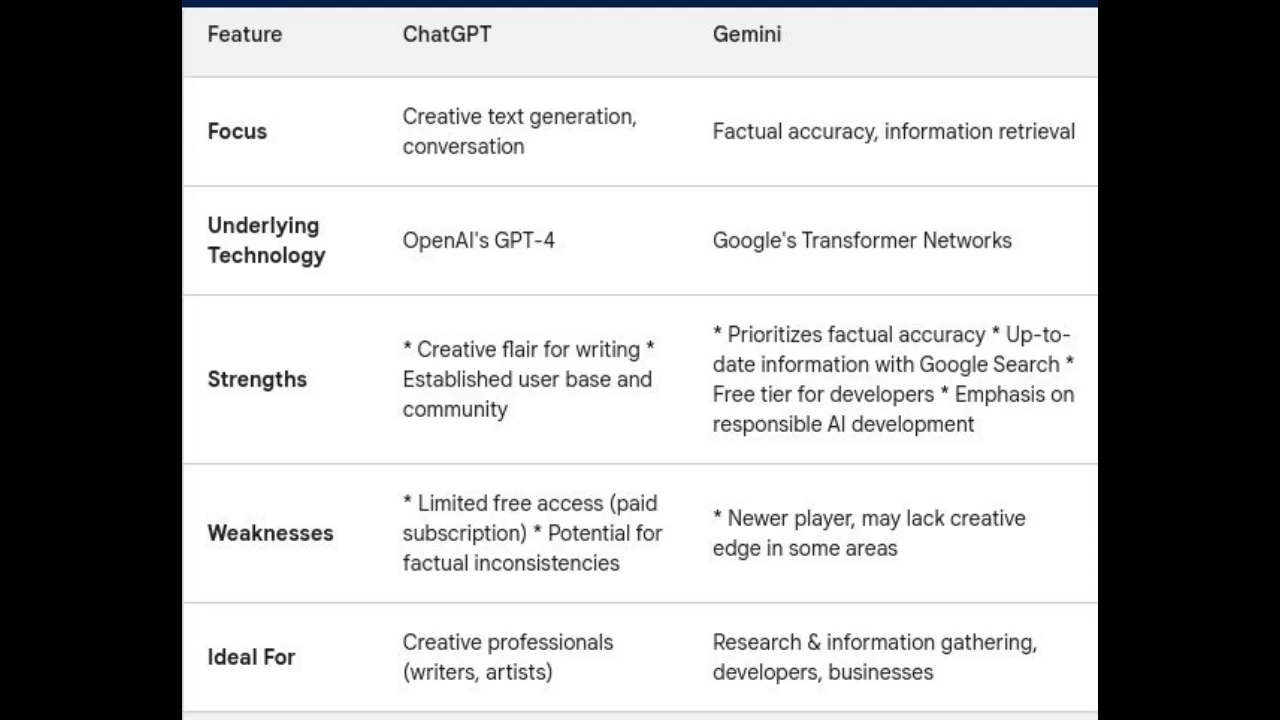 Feature ChatGPT Gemini
Focus
Creative text generation,
conversation
Factual accuracy, information retrieval
Underlying
Technology
OpenAI's GPT-4
Google's Transformer Networks
Strengths
* Creative flair for writing *
Established user base and
community
* Prioritizes factual accuracy * Up-to-
date information with Google Search *
Free tier for developers * Emphasis on
responsible AI development
Weaknesses
* Limited free access (paid
subscription) * Potential for
factual inconsistencies
* Newer player, may lack creative
edge in some areas
Ideal For
Creative professionals
(writers, artists)
Research & information gathering,
developers, businesses